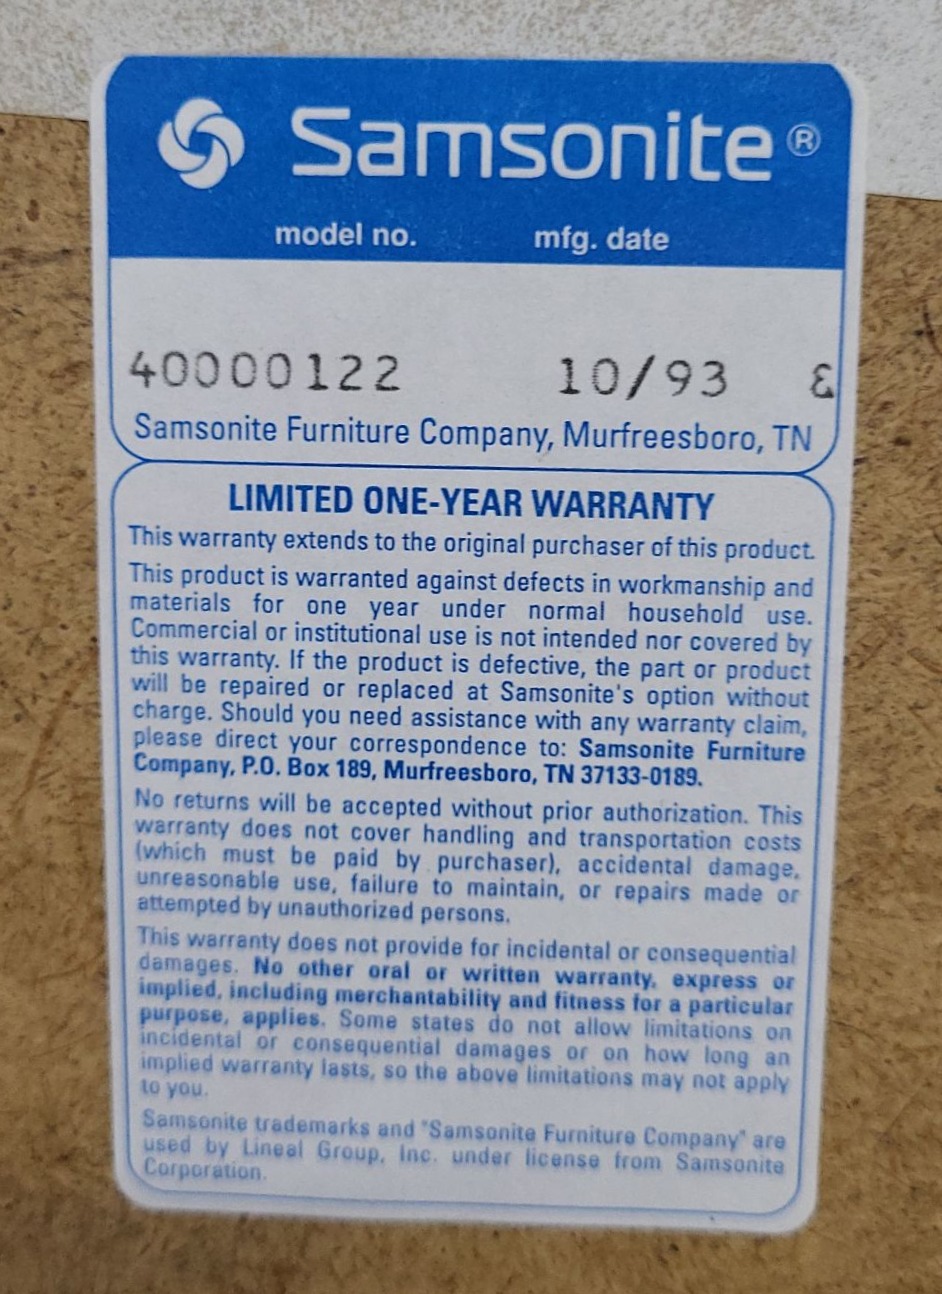 Samsonite®
model no. mfg. date
40000122 10/93 &
Samsonite Furniture Company, Murfreesboro, TN
LIMITED ONE-YEAR WARRANTY
This warranty extends to the original purchaser of this product.
This product is warranted against defects in workmanship and
materials for one year under normal household use.
Commercial or institutional use is not intended nor covered by
this warranty. If the product is defective, the part or product
will be repaired or replaced at Samsonite's option without
charge. Should you need assistance with any warranty claim,
please direct your correspondence to: Samsonite Furniture
Company, P.O. Box 189, Murfreesboro, TN 37133-0189.
No returns will be accepted without prior authorization. This
warranty does not cover handling and transportation costs
(which must be paid by purchaser), accidental damage,
unreasonable use, failure to maintain, or repairs made or
attempted by unauthorized persons.
This warranty does not provide for incidental or consequential
damages. No other oral or written warranty, express or
implied, including merchantability and fitness for a particular
purpose, applies. Some states do not allow limitations on
incidental or consequential damages or on how long an
implied warranty lasts, so the above limitations may not apply
to you.
Samsonite trademarks and "Samsonite Furniture Company" are
used by Lineal Group, Inc. under license from Samsonite
Corporation.